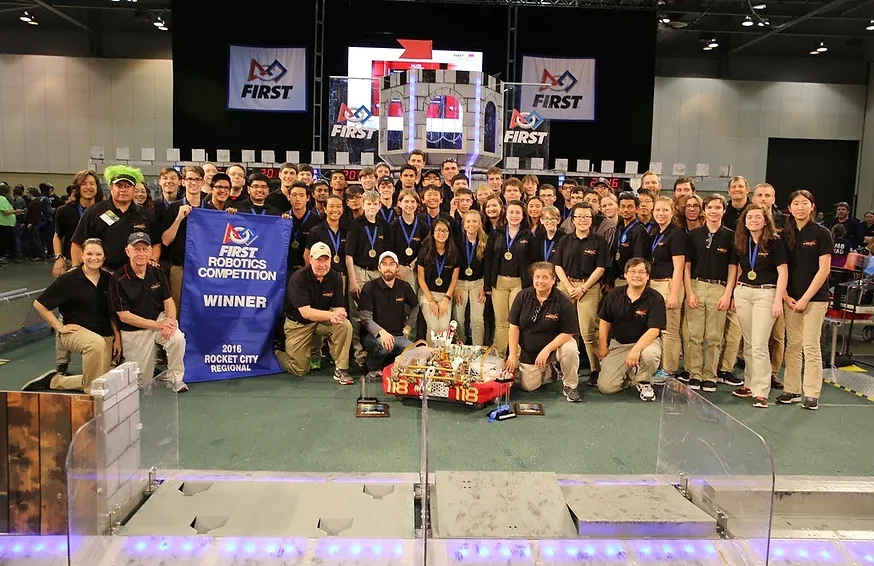 FIRST
FIRST
FIRST
FIRST
FIRST
ROBOTICS
COMPETITION
WINNER
2016
ROCKET CITY
REGIONAL
118
118